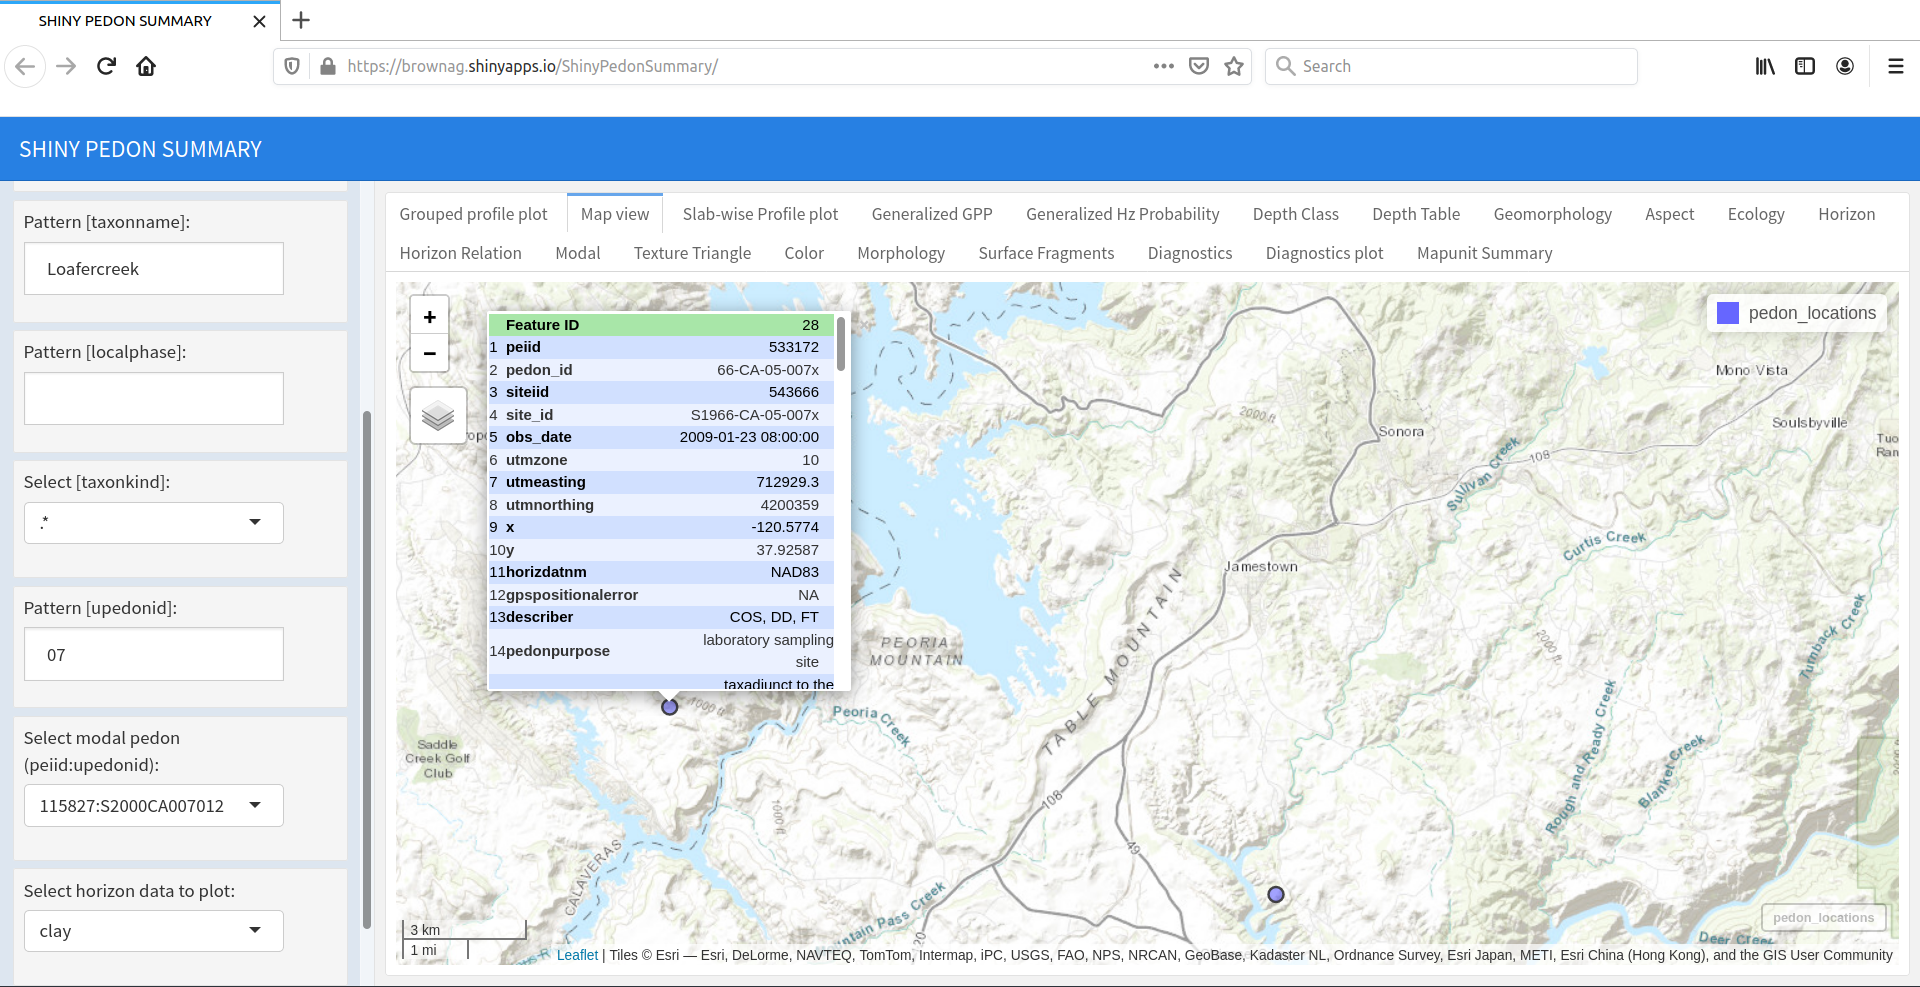 SHINY PEDON SUMMARY
https://brownag.shinyapps.io/ShinyPedonSummary/
Search
SHINY PEDON SUMMARY
Pattern [taxonname]:
Loafercreek
Pattern [localphase]:
Select [taxonkind]:
.*
Pattern [upedonid]:
07
Select modal pedon
(peiid:upedonid):
115827:S2000CA007012
Select horizon data to plot:
clay
Grouped profile plot Map view Slab-wise Profile plot Generalized GPP Generalized Hz Probability Depth Class Depth Table Geomorphology Aspect Ecology Horizon
Horizon Relation Modal Texture Triangle Color Morphology Surface Fragments Diagnostics Diagnostics plot Mapunit Summary
+
−
Feature ID 28
1 peiid 533172
2 pedon_id 66-CA-05-007x
3 siteiid 543666
4 site_id S1966-CA-05-007x
5 obs_date 2009-01-23 08:00:00
6 utmzone 10
7 utmeasting 712929.3
8 utmnorthing 4200359
9 x -120.5774
10 y 37.92587
11 horizdatnm NAD83
12 gpspositionalerror NA
13 describer COS, DD, FT
14 pedonpurpose laboratory sampling
site
taxadjunct to the
pedon_locations
Mono Vista
Soulsbyville
Sonora
2000 ft
108
Sullivan Creek
Curtis Creek
Jamestown
TABLE MOUNTAIN
PEORIA
MOUNTAIN
2000 ft
Turnback Creek
1000 ft
Peoria Creek
Saddle
Creek Golf
Club
Rough and Ready Creek
Blanket Creek
1000 ft
108
49
CALAVERAS
Deer Creek
pedon_locations
3 km
1 mi
Leaflet | Tiles © Esri — Esri, DeLorme, NAVTEQ, TomTom, Intermap, iPC, USGS, FAO, NPS, NRCAN, GeoBase, Kadaster NL, Ordnance Survey, Esri Japan, METI, Esri China (Hong Kong), and the GIS User Community